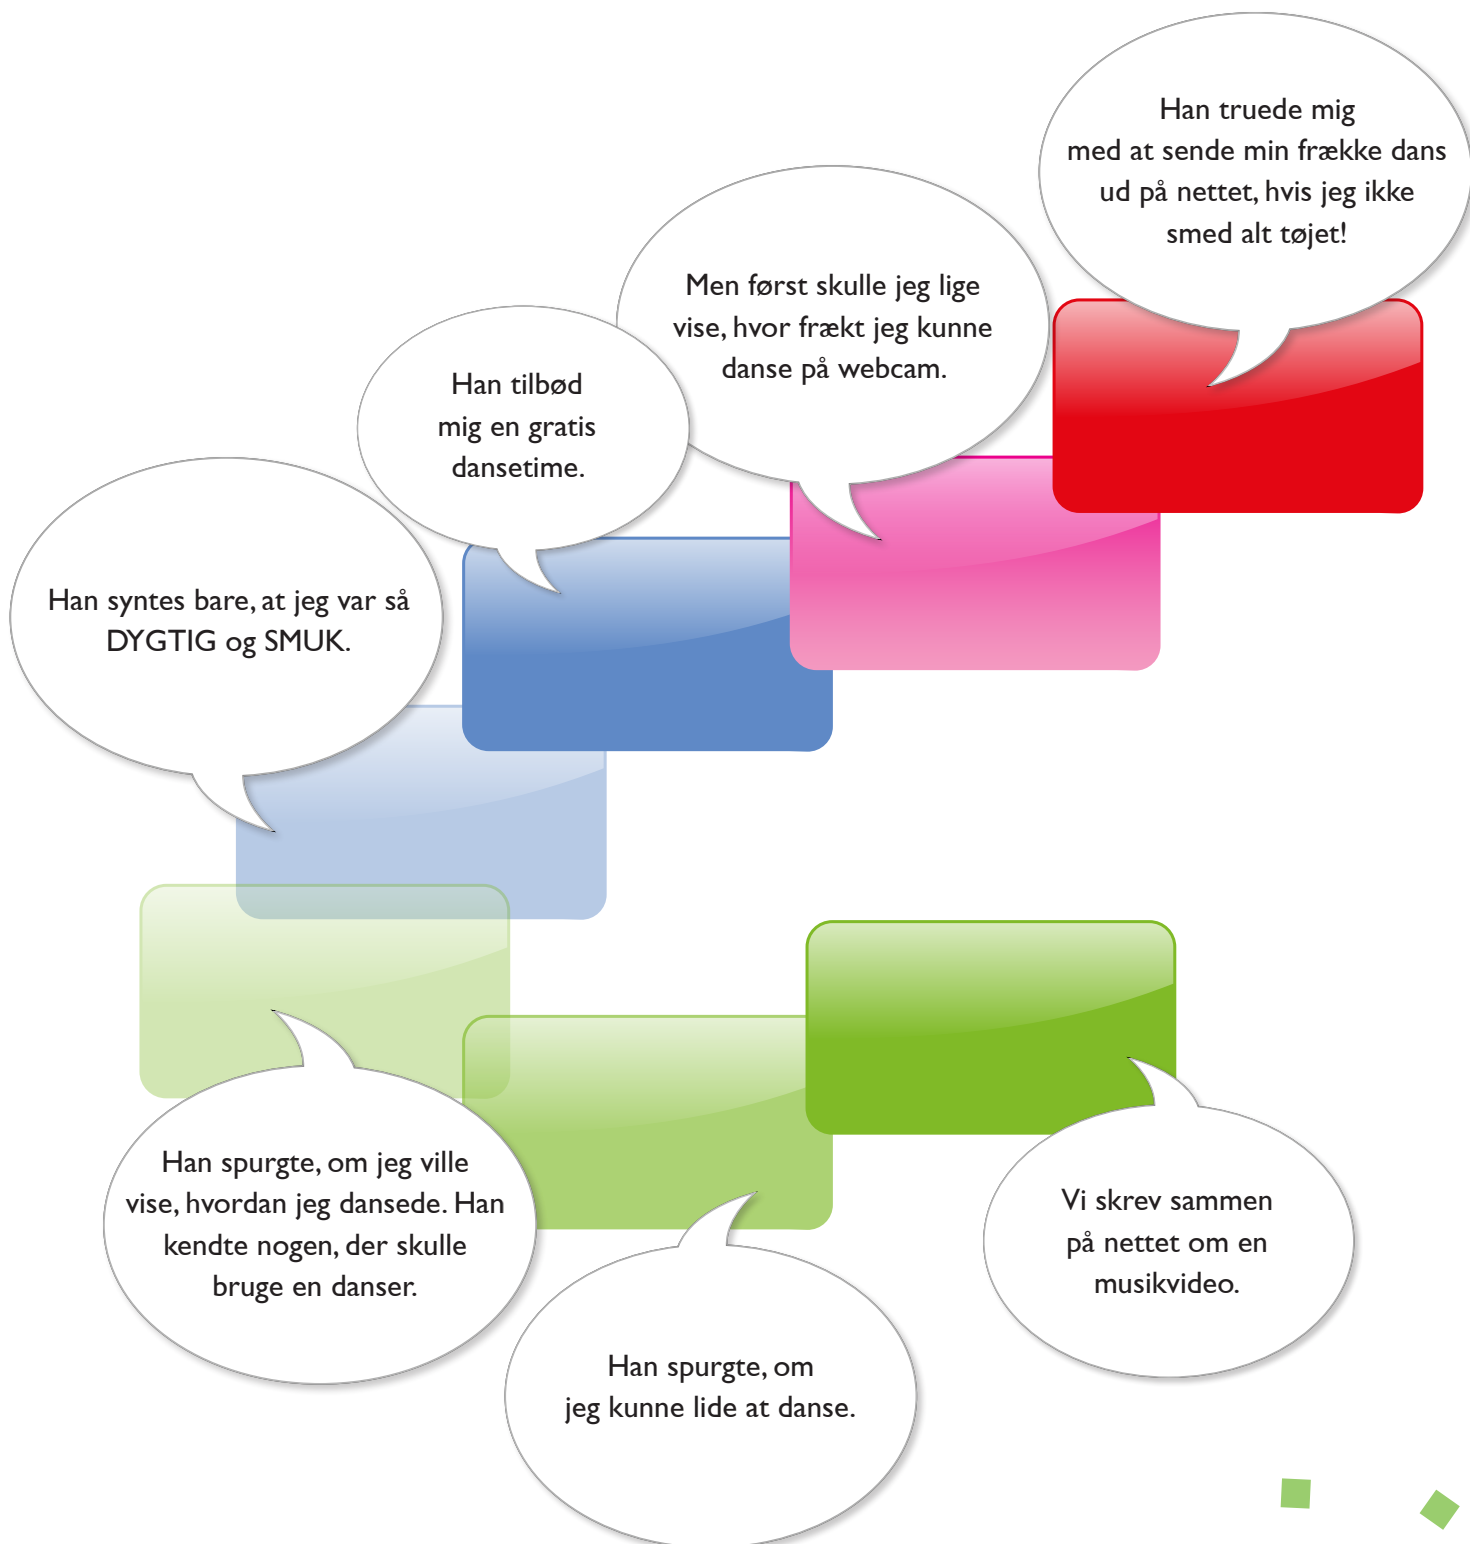 Han truede mig
med at sende min frække dans
ud på nettet, hvis jeg ikke
smed alt tøjet!
Men først skulle jeg lige
vise, hvor frækt jeg kunne
danse på webcam.
Han tilbød
mig en gratis
dansetime.
Han syntes bare, at jeg var så
DYGTIG og SMUK.
Han spurgte, om jeg ville
vise, hvordan jeg dansede. Han
kendte nogen, der skulle
bruge en danser.
Han spurgte, om
jeg kunne lide at danse.
Vi skrev sammen
på nettet om en
musikvideo.